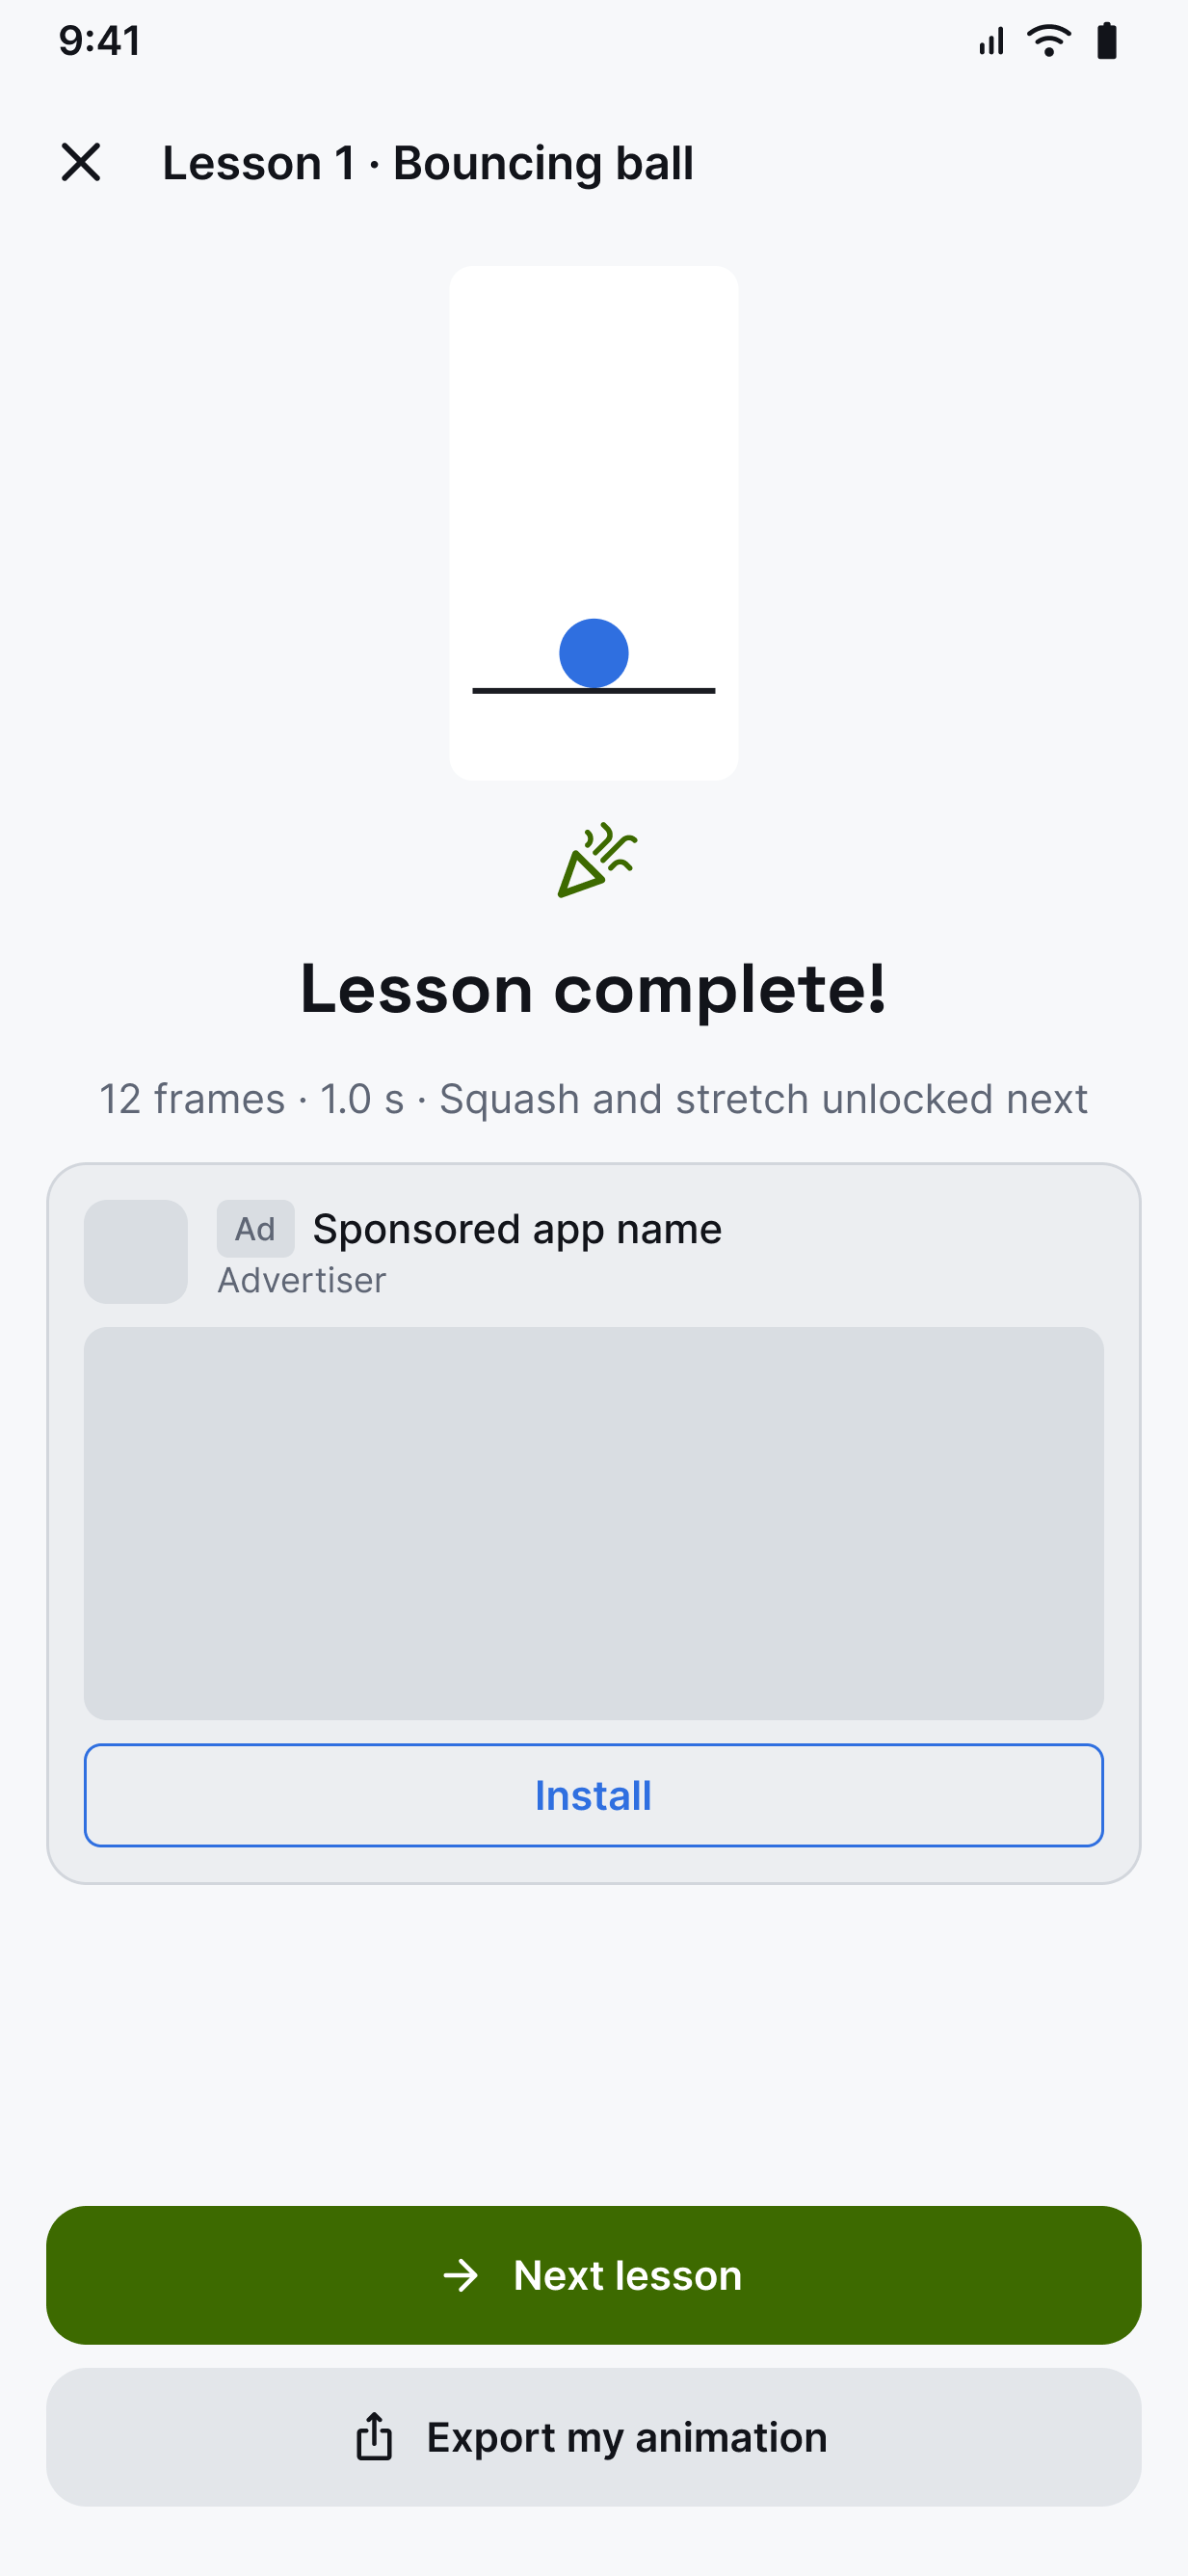 9:41
Lesson 1 · Bouncing ball
Lesson complete!
12 frames · 1.0 s · Squash and stretch unlocked next
Ad Sponsored app name
Advertiser
Install
Next lesson
Export my animation